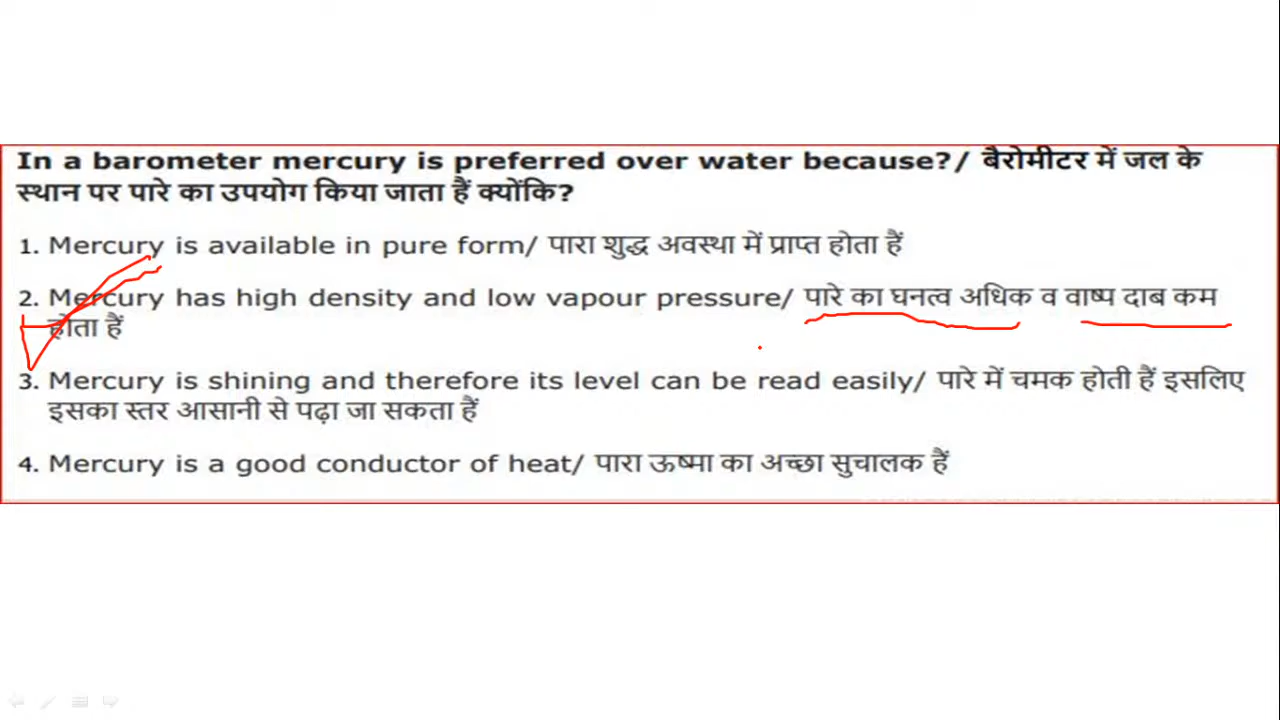 In a barometer mercury is preferred over water because?/ बैरोमीटर में जल के
स्थान पर पारे का उपयोग किया जाता हैं क्योंकि?
1. Mercury is available in pure form/ पारा शुद्ध अवस्था में प्राप्त होता हैं
2. Mercury has high density and low vapour pressure/ पारे का घनत्व अधिक व वाष्प दाब कम
होता हैं
3. Mercury is shining and therefore its level can be read easily/ पारे में चमक होती हैं इसलिए
इसका स्तर आसानी से पढ़ा जा सकता हैं
4. Mercury is a good conductor of heat/ पारा ऊष्मा का अच्छा सुचालक हैं